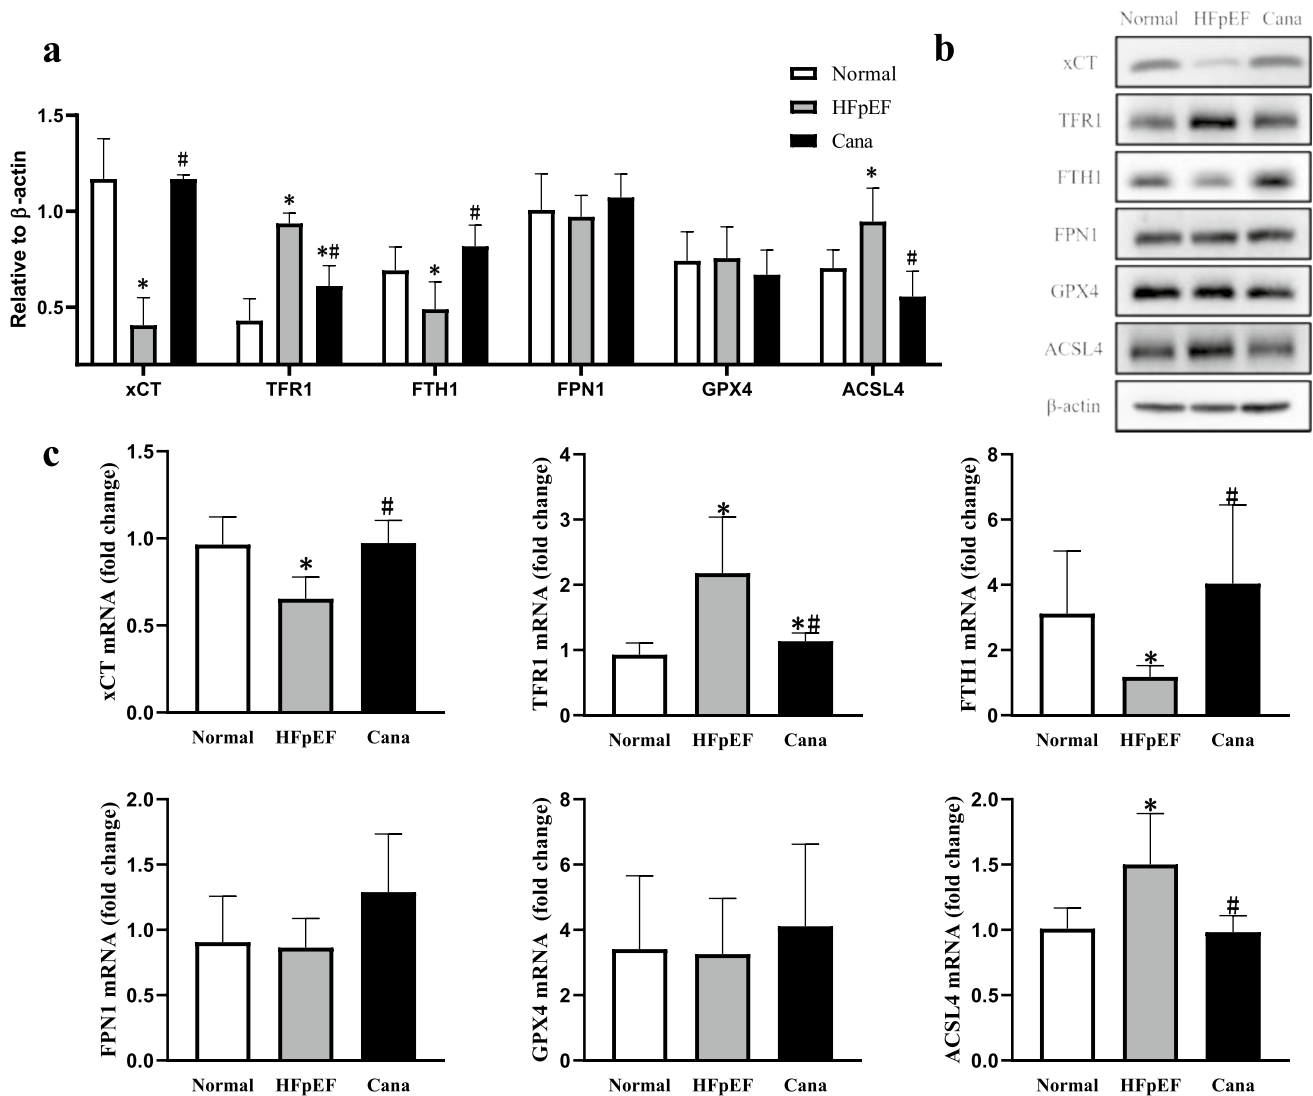 a
Normal
HFpEF
Cana
Relative to β-actin
1.5
1.0
0.5
#
*
*
*#
*
#
*
#
xCT TFR1 FTH1 FPN1 GPX4 ACSL4
b
Normal HFpEF Cana
xCT
TFR1
FTH1
FPN1
GPX4
ACSL4
β-actin
c
xCT mRNA (fold change)
1.5
1.0
0.5
0.0
*
#
Normal HFpEF Cana
TFR1 mRNA (fold change)
4
3
2
1
0
*
*#
Normal HFpEF Cana
FTH1 mRNA (fold change)
8
6
4
2
0
*
#
Normal HFpEF Cana
FPN1 mRNA (fold change)
2.0
1.5
1.0
0.5
0.0
Normal HFpEF Cana
GPX4 mRNA (fold change)
8
6
4
2
0
Normal HFpEF Cana
ACSL4 mRNA (fold change)
2.0
1.5
1.0
0.5
0.0
*
#
Normal HFpEF Cana